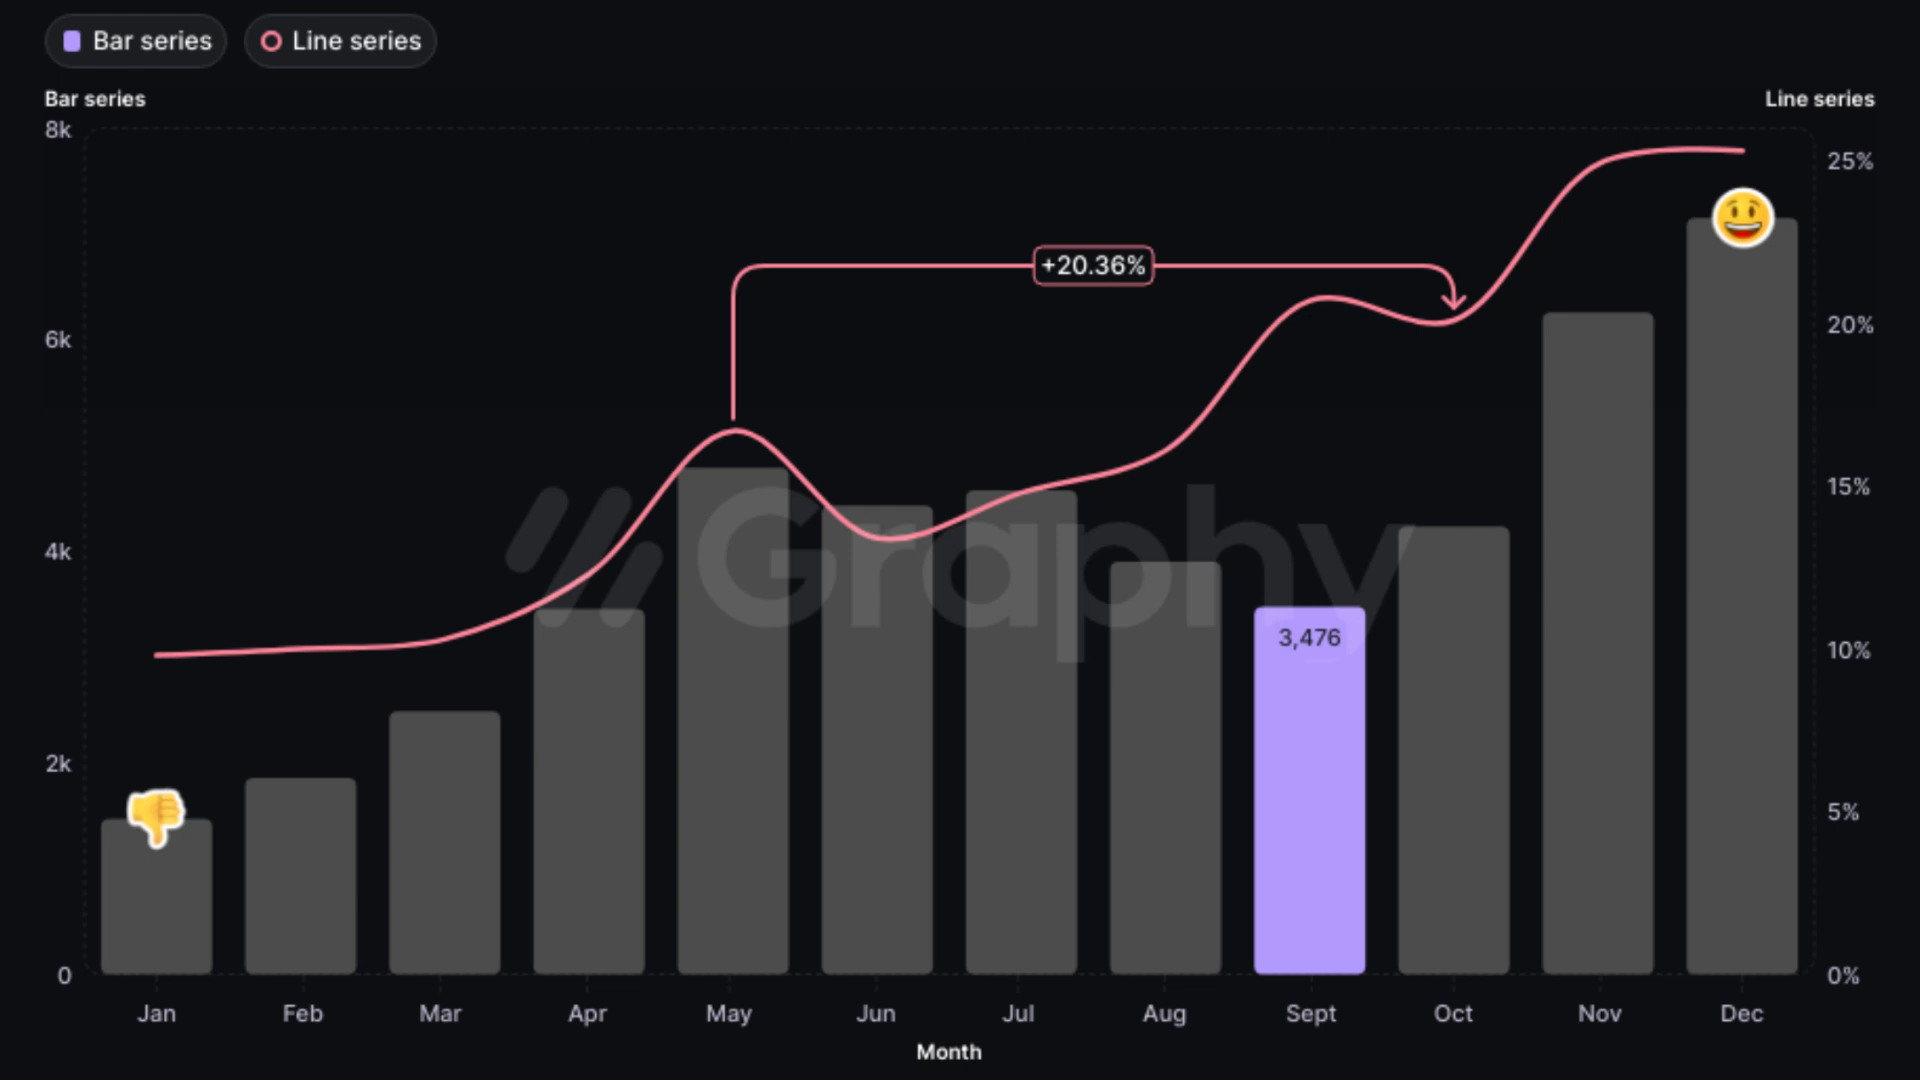 Bar series Line series
Bar series Line series
8k
25%
+20.36%
20%
6k
15%
Graphy
4k
3,476
10%
2k
5%
0 0%
Jan Feb Mar Apr May Jun Jul Aug Sept Oct Nov Dec
Month